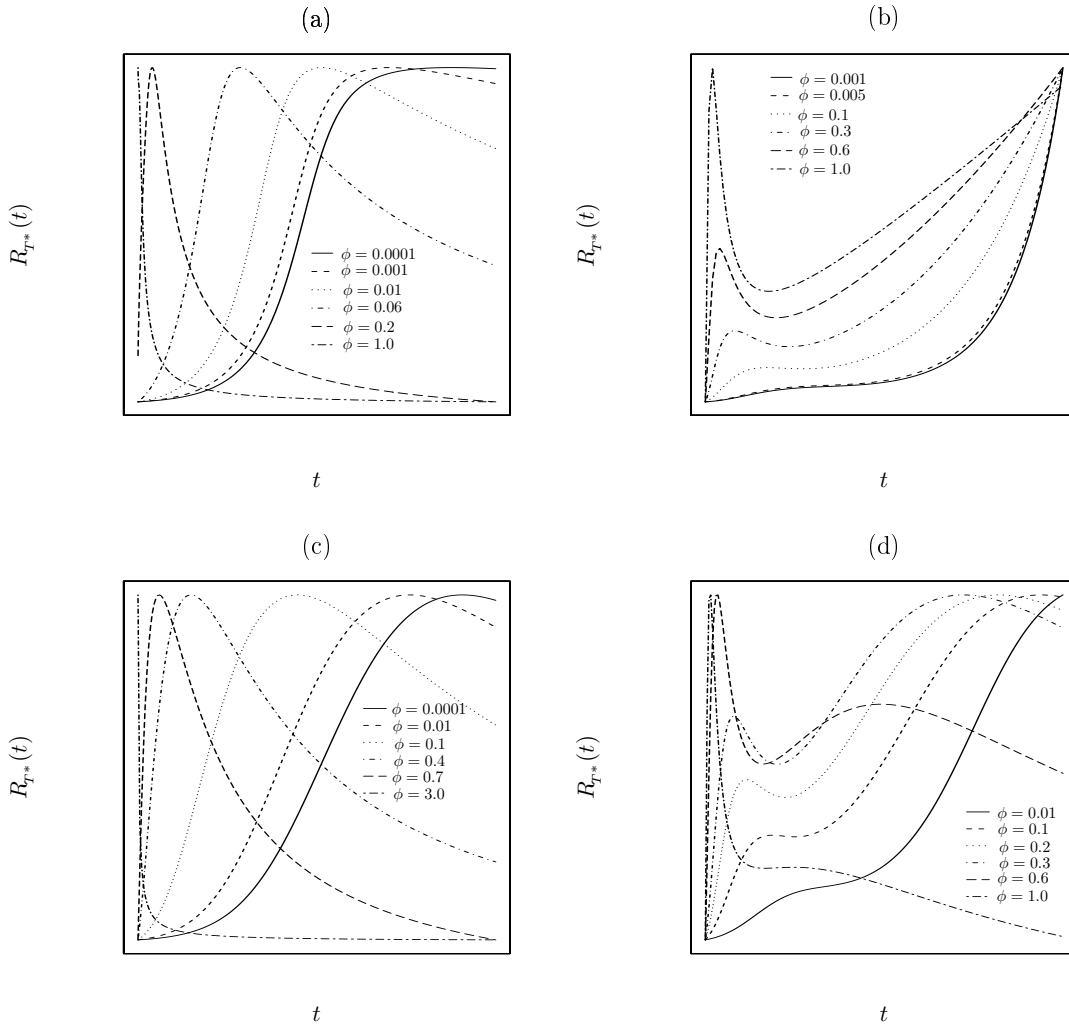 (a)
R_{T*}(t)
ϕ = 0.0001
ϕ = 0.001
ϕ = 0.01
ϕ = 0.06
ϕ = 0.2
ϕ = 1.0
t
(b)
R_{T*}(t)
ϕ = 0.001
ϕ = 0.005
ϕ = 0.1
ϕ = 0.3
ϕ = 0.6
ϕ = 1.0
t
(c)
R_{T*}(t)
ϕ = 0.0001
ϕ = 0.01
ϕ = 0.1
ϕ = 0.4
ϕ = 0.7
ϕ = 3.0
t
(d)
R_{T*}(t)
ϕ = 0.01
ϕ = 0.1
ϕ = 0.2
ϕ = 0.3
ϕ = 0.6
ϕ = 1.0
t